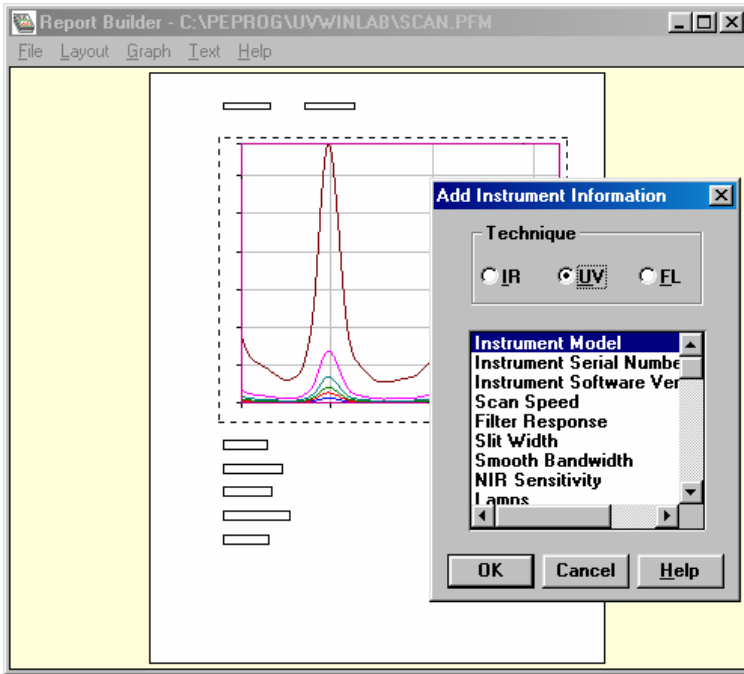 Report Builder - C:\PEPROG\UVWINLAB\SCAN.PFM
File Layout Graph Text Help
Add Instrument Information
Technique
IR UV FL
Instrument Model
Instrument Serial Numbe
Instrument Software Ver
Scan Speed
Filter Response
Slit Width
Smooth Bandwidth
NIR Sensitivity
Lamps
OK Cancel Help